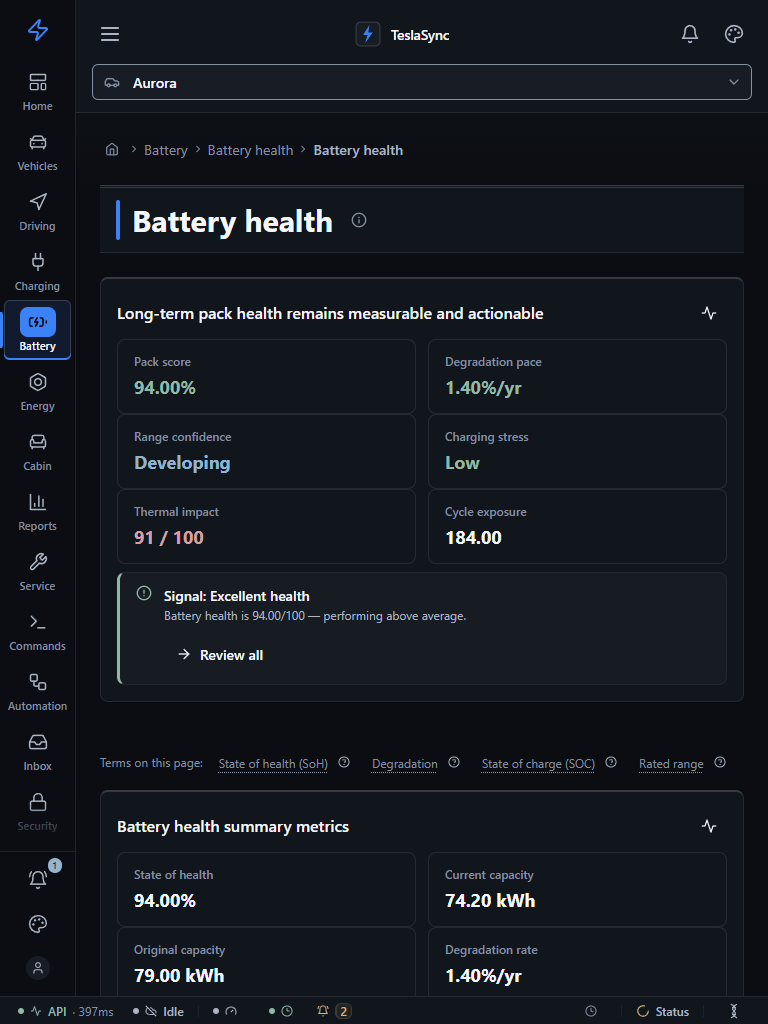 TeslaSync
Aurora
Home
Vehicles
Driving
Charging
Battery
Energy
Cabin
Reports
Service
Commands
Automation
Inbox
Security
1
Battery
Battery health
Battery health
Battery health
Long-term pack health remains measurable and actionable
Pack score
94.00%
Degradation pace
1.40%/yr
Range confidence
Developing
Charging stress
Low
Thermal impact
91 / 100
Cycle exposure
184.00
Signal: Excellent health
Battery health is 94.00/100 — performing above average.
Review all
Terms on this page: State of health (SoH) Degradation State of charge (SOC) Rated range
Battery health summary metrics
State of health
94.00%
Current capacity
74.20 kWh
Original capacity
79.00 kWh
Degradation rate
1.40%/yr
API · 397ms Idle 2 Status